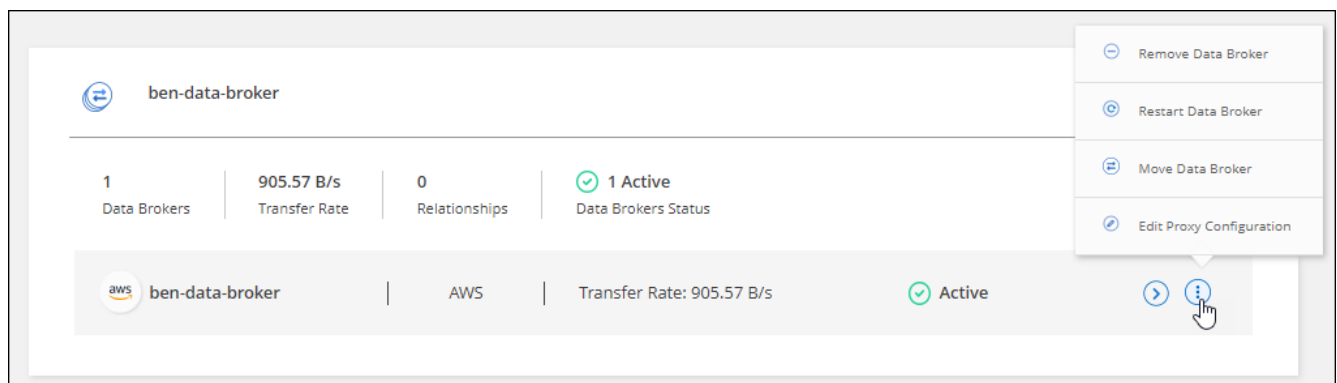 ben-data-broker
Remove Data Broker
Restart Data Broker
Move Data Broker
Edit Proxy Configuration
1
Data Brokers
905.57 B/s
Transfer Rate
0
Relationships
1 Active
Data Brokers Status
aws ben-data-broker AWS Transfer Rate: 905.57 B/s Active